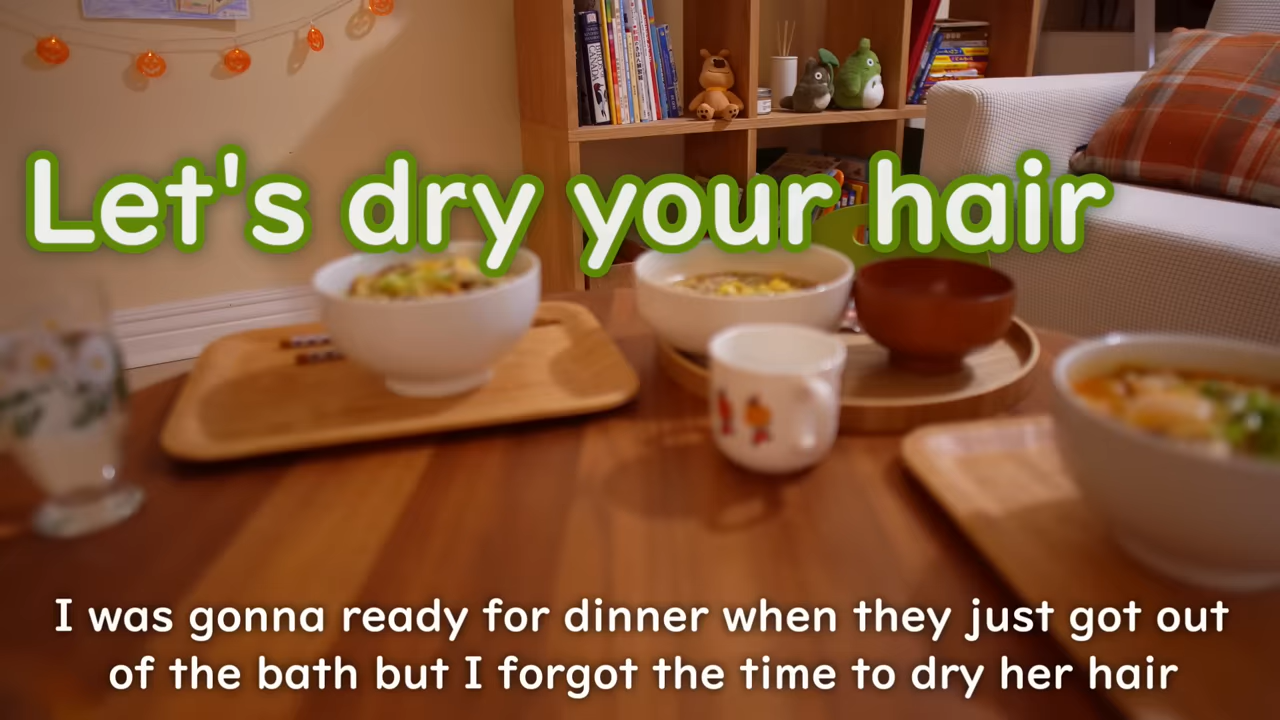 Let's dry your hair
I was gonna ready for dinner when they just got out
of the bath but I forgot the time to dry her hair